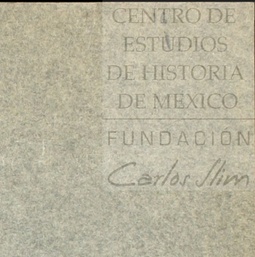 CENTRO DE
ESTUDIOS
DE HISTORIA
DE MEXICO
FUNDACION
Carlos Slim